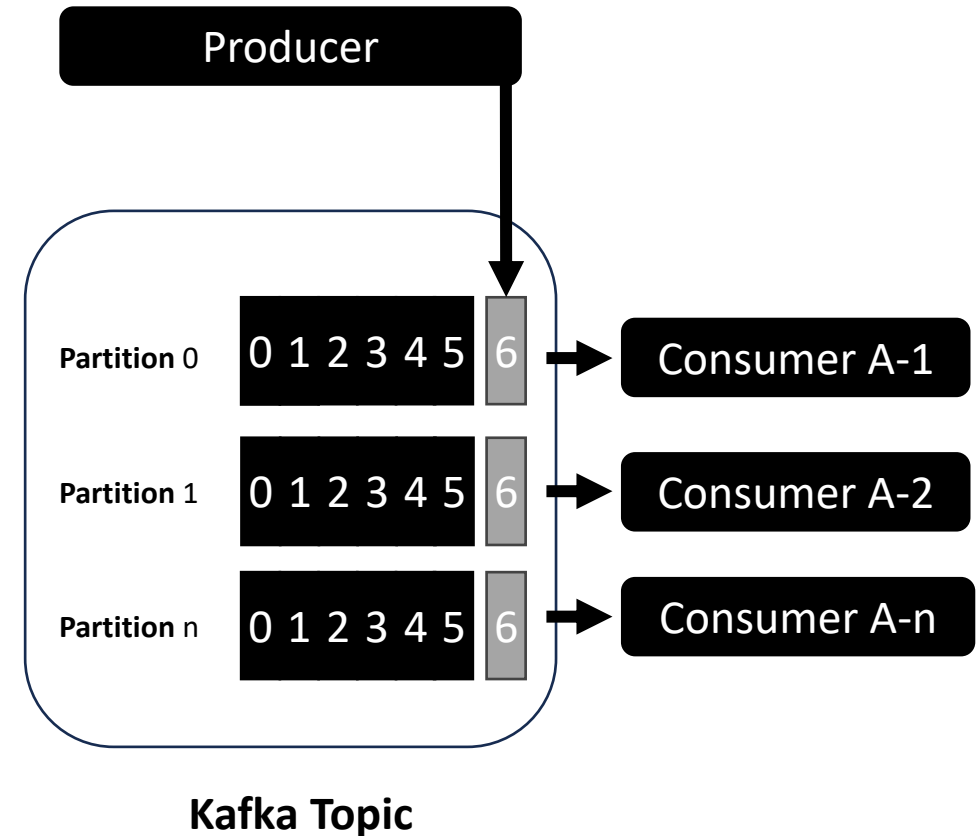 Producer
Partition 0 0 1 2 3 4 5 6 Consumer A-1
Partition 1 0 1 2 3 4 5 6 Consumer A-2
Partition n 0 1 2 3 4 5 6 Consumer A-n
Kafka Topic